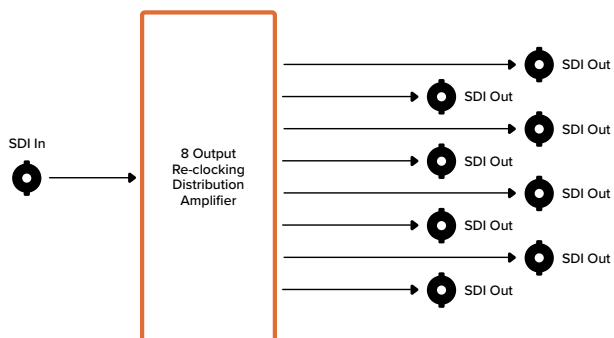 SDI In
8 Output
Re-clocking
Distribution
Amplifier
SDI Out
SDI Out
SDI Out
SDI Out
SDI Out
SDI Out
SDI Out
SDI Out